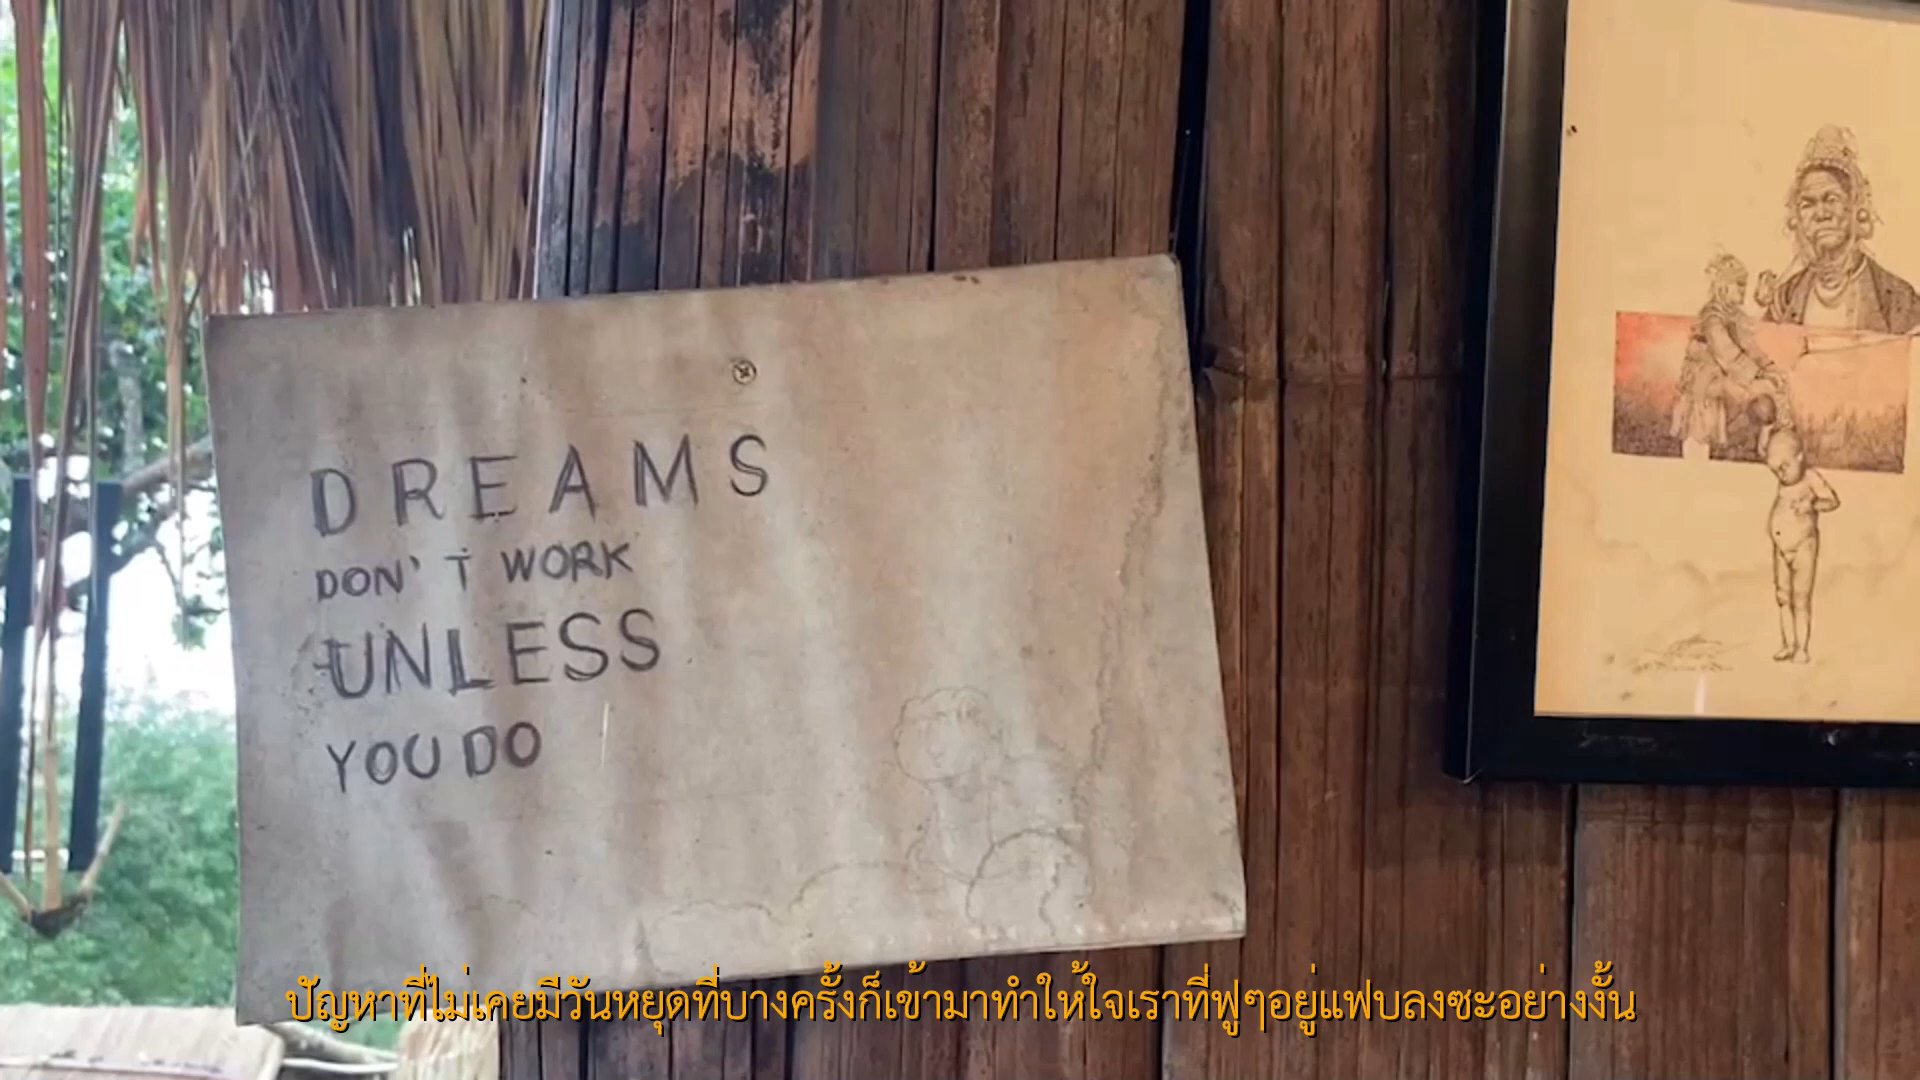 DREAMS
DON'T WORK
UNLESS
YOU DO
ปัญหาที่ไม่เคยมีวันหยุดที่บางครั้งก็เข้ามาทำให้ใจเราที่ฟูๆอยู่แฟบลงซะอย่างงั้น